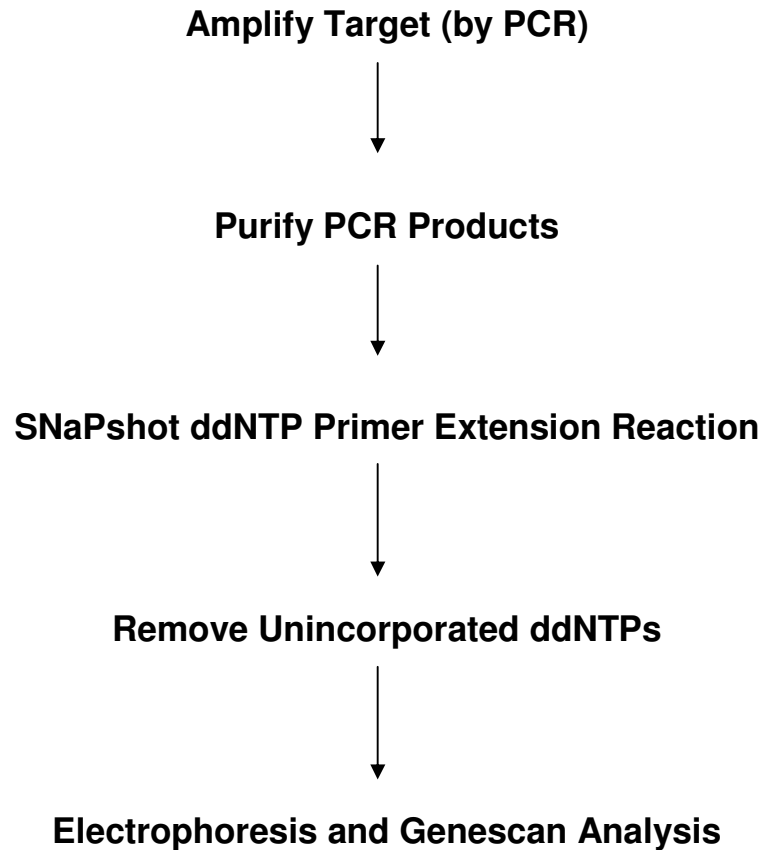 Amplify Target (by PCR)
Purify PCR Products
SNaPshot ddNTP Primer Extension Reaction
Remove Unincorporated ddNTPs
Electrophoresis and Genescan Analysis